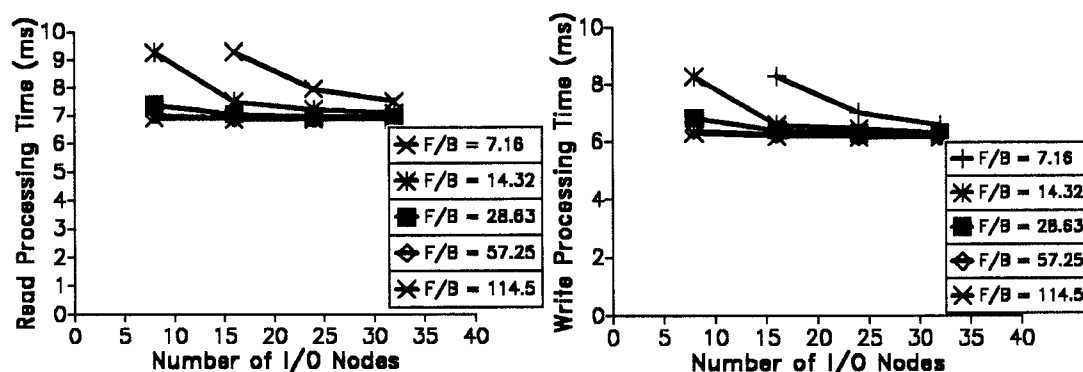 Read Processing Time (ms)
10
9
8
7
6
5
4
3
2
1
0
0 5 10 15 20 25 30 35 40
Number of I/O Nodes
F/B = 7.16
F/B = 14.32
F/B = 28.63
F/B = 57.25
F/B = 114.5
Write Processing Time (ms)
10
8
6
4
2
0
0 5 10 15 20 25 30 35 40
Number of I/O Nodes
F/B = 7.16
F/B = 14.32
F/B = 28.63
F/B = 57.25
F/B = 114.5